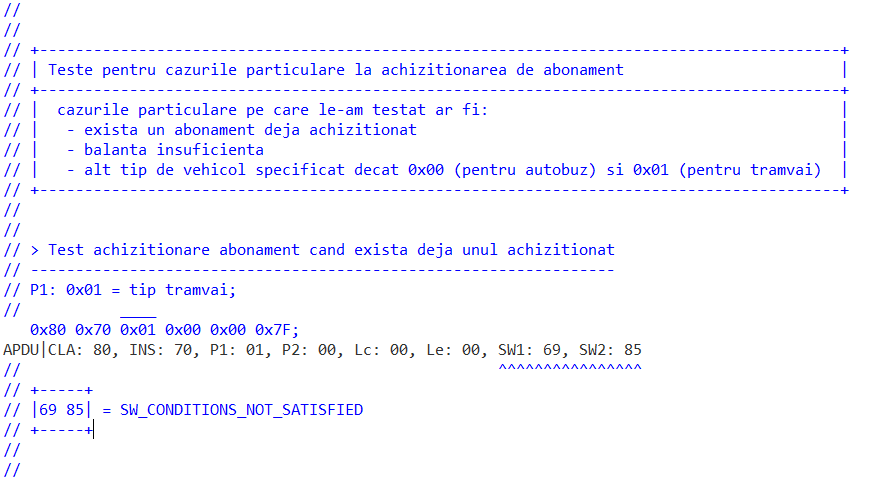 //
//
// +-----------------------------------------------------------------------------------------+
// | Teste pentru cazurile particulare la achizitionarea de abonament                        |
// +-----------------------------------------------------------------------------------------+
// |  cazurile particulare pe care le-am testat ar fi:                                       |
// |   - exista un abonament deja achizitionat                                               |
// |   - balanta insuficienta                                                                |
// |   - alt tip de vehicol specificat decat 0x00 (pentru autobuz) si 0x01 (pentru tramvai)  |
// +-----------------------------------------------------------------------------------------+
//
//
// > Test achizitionare abonament cand exista deja unul achizitionat
// -----------------------------------------------------------------
// P1: 0x01 = tip tramvai;
//           ____
   0x80 0x70 0x01 0x00 0x00 0x7F;
APDU|CLA: 80, INS: 70, P1: 01, P2: 00, Lc: 00, Le: 00, SW1: 69, SW2: 85
//                                                     ^^^^^^^^^^^^^^^^
// +-----+
// |69 85| = SW_CONDITIONS_NOT_SATISFIED
// +-----+
//
//